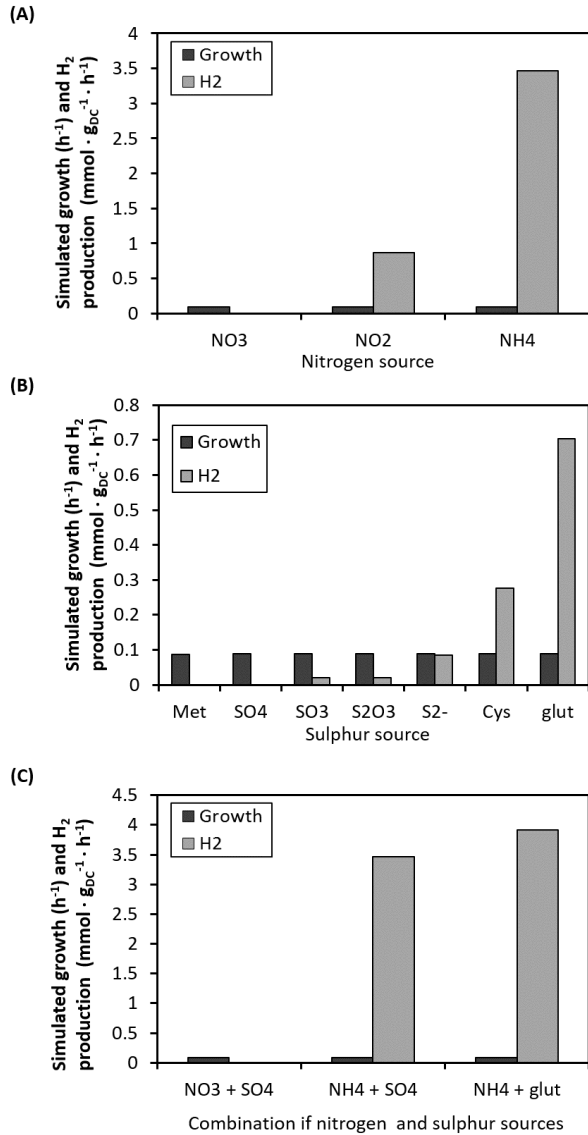 (A)
Simulated growth (h-1) and H2
production (mmol · gDC-1 · h-1)
4
3.5
3
2.5
2
1.5
1
0.5
0
Growth
H2
NO3 NO2 NH4
Nitrogen source
(B)
Simulated growth (h-1) and H2
production (mmol · gDC-1 · h-1)
0.8
0.7
0.6
0.5
0.4
0.3
0.2
0.1
0
Growth
H2
Met SO4 SO3 S2O3 S2- Cys glut
Sulphur source
(C)
Simulated growth (h-1) and H2
production (mmol · gDC-1 · h-1)
4.5
4
3.5
3
2.5
2
1.5
1
0.5
0
Growth
H2
NO3 + SO4 NH4 + SO4 NH4 + glut
Combination if nitrogen and sulphur sources